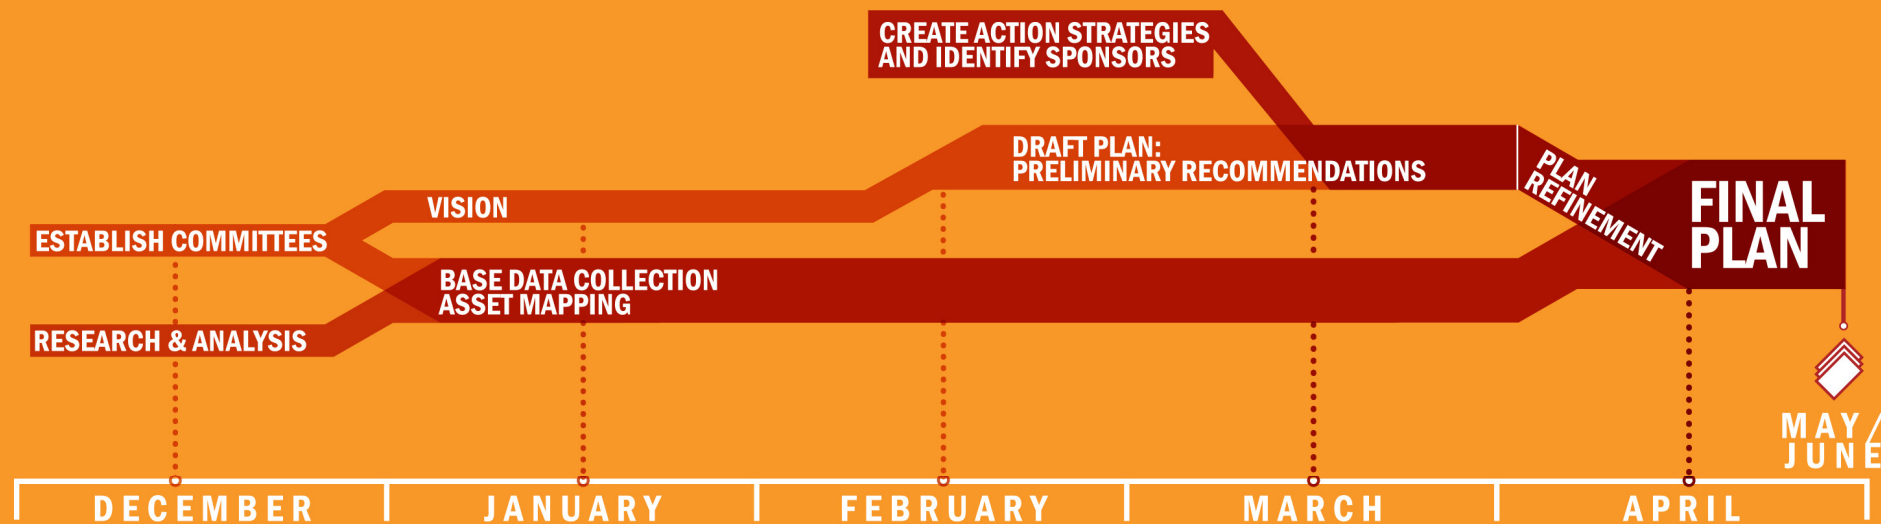 CREATE ACTION STRATEGIES
AND IDENTIFY SPONSORS
DRAFT PLAN:
PRELIMINARY RECOMMENDATIONS
PLAN
REFINEMENT
FINAL
PLAN
VISION
ESTABLISH COMMITTEES
BASE DATA COLLECTION
ASSET MAPPING
RESEARCH & ANALYSIS
MAY/
JUNE
DECEMBER
JANUARY
FEBRUARY
MARCH
APRIL